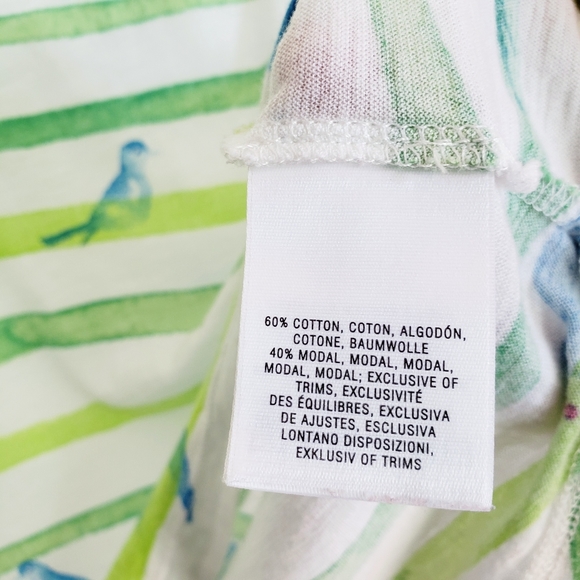 60% COTTON, COTON, ALGODÓN,
COTONE, BAUMWOLLE
40% MODAL, MODAL, MODAL,
MODAL, MODAL; EXCLUSIVE OF
TRIMS, EXCLUSIVITÉ
DES ÉQUILIBRES, EXCLUSIVA
DE AJUSTES, ESCLUSIVA
LONTANO DISPOSIZIONI,
EXKLUSIV OF TRIMS